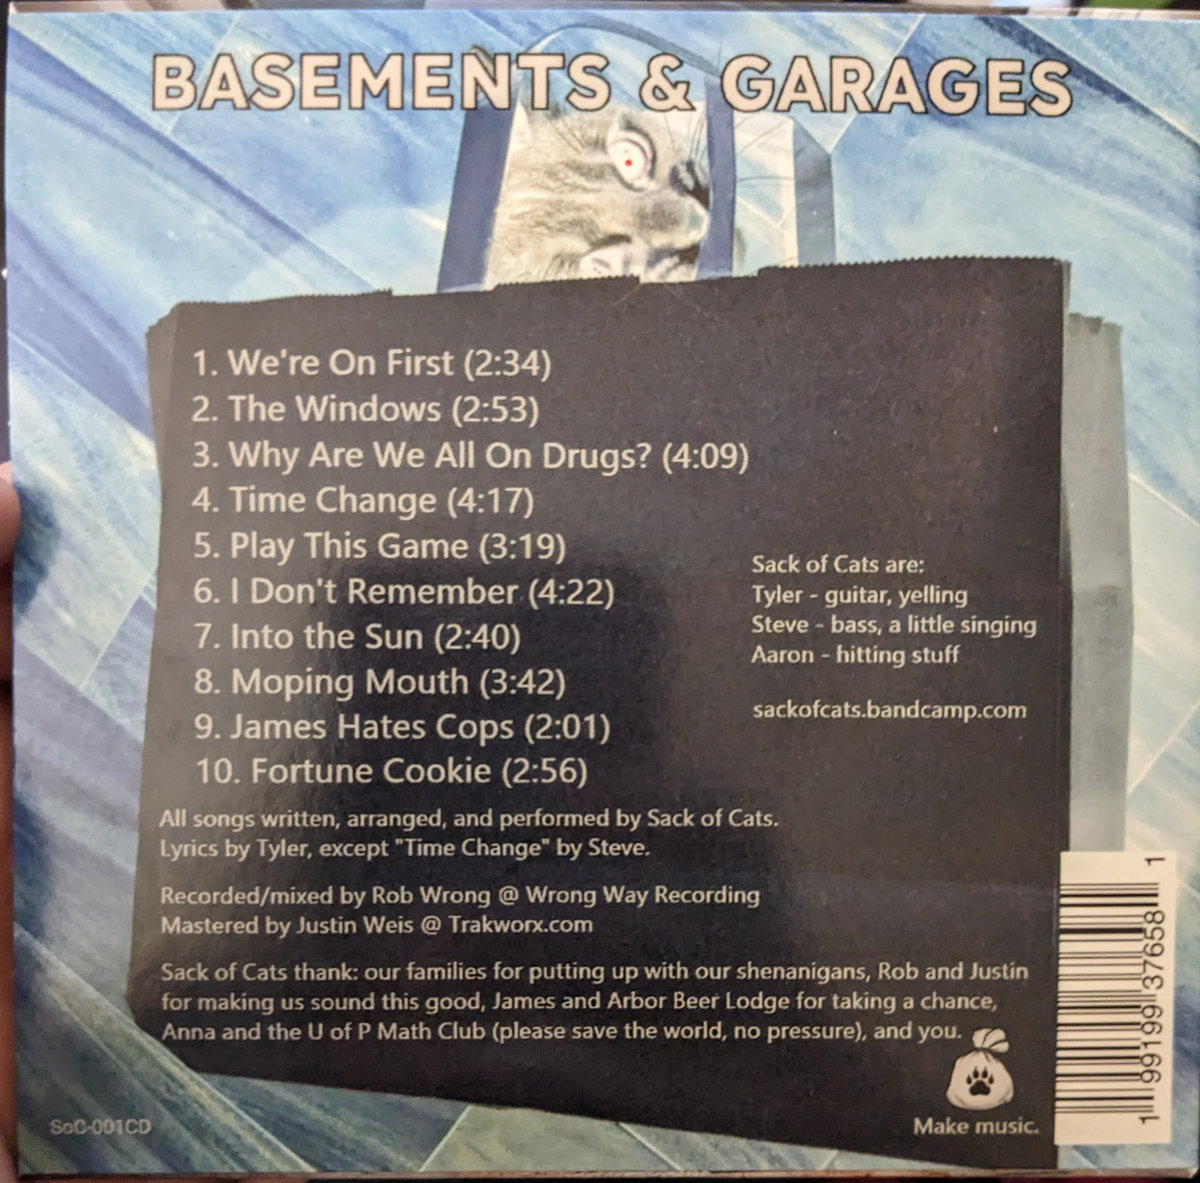 BASEMENTS & GARAGES
1. We're On First (2:34)
2. The Windows (2:53)
3. Why Are We All On Drugs? (4:09)
4. Time Change (4:17)
5. Play This Game (3:19)
6. I Don't Remember (4:22)
7. Into the Sun (2:40)
8. Moping Mouth (3:42)
9. James Hates Cops (2:01)
10. Fortune Cookie (2:56)
Sack of Cats are:
Tyler - guitar, yelling
Steve - bass, a little singing
Aaron - hitting stuff
sackofcats.bandcamp.com
All songs written, arranged, and performed by Sack of Cats.
Lyrics by Tyler, except "Time Change" by Steve.
Recorded/mixed by Rob Wrong @ Wrong Way Recording
Mastered by Justin Weis @ Trakworx.com
Sack of Cats thank: our families for putting up with our shenanigans, Rob and Justin
for making us sound this good, James and Arbor Beer Lodge for taking a chance,
Anna and the U of P Math Club (please save the world, no pressure), and you.
Make music.
SoC-001CD
1 99199 37658 1